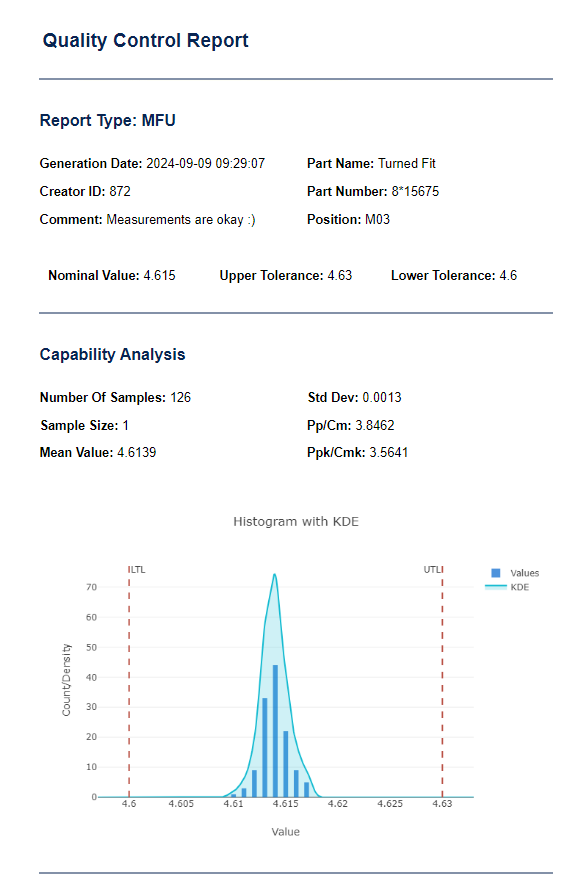 Quality Control Report
Report Type: MFU
Generation Date: 2024-09-09 09:29:07
Part Name: Turned Fit
Creator ID: 872
Part Number: 8*15675
Comment: Measurements are okay :)
Position: M03
Nominal Value: 4.615
Upper Tolerance: 4.63
Lower Tolerance: 4.6
Capability Analysis
Number Of Samples: 126
Std Dev: 0.0013
Sample Size: 1
Pp/Cm: 3.8462
Mean Value: 4.6139
Ppk/Cmk: 3.5641
Histogram with KDE
LTL
UTL
Values
KDE
70
60
50
40
30
20
10
0
Count/Density
4.6
4.605
4.61
4.615
4.62
4.625
4.63
Value